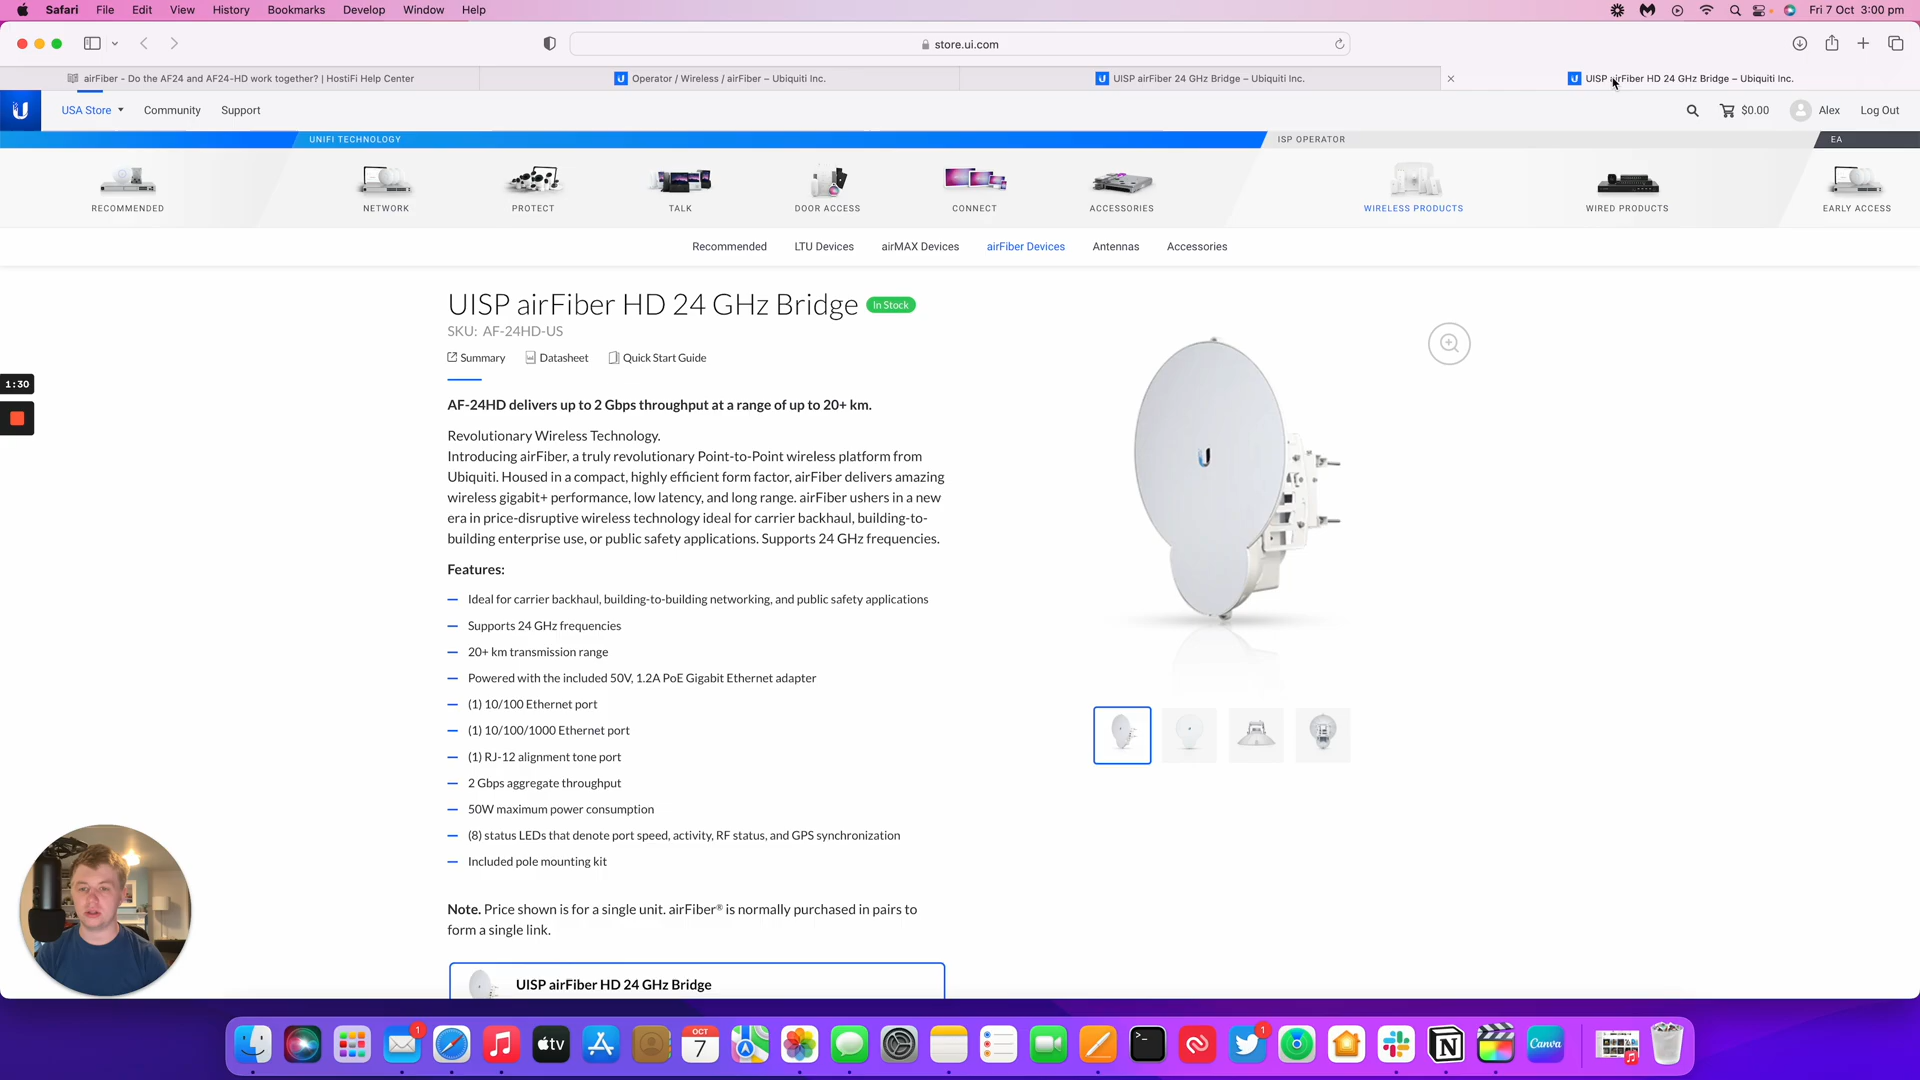 Safari File Edit View History Bookmarks Develop Window Help Fri 7 Oct 3:00 pm
store.ui.com
airFiber - Do the AF24 and AF24-HD work together? | HostiFi Help Center
Operator / Wireless / airFiber – Ubiquiti Inc.
UISP airFiber 24 GHz Bridge – Ubiquiti Inc.
UISP airFiber HD 24 GHz Bridge – Ubiquiti Inc.
USA Store Community Support $0.00 Alex Log Out
UNIFI TECHNOLOGY ISP OPERATOR EA
RECOMMENDED NETWORK PROTECT TALK DOOR ACCESS CONNECT ACCESSORIES WIRELESS PRODUCTS WIRED PRODUCTS EARLY ACCESS
Recommended LTU Devices airMAX Devices airFiber Devices Antennas Accessories
UISP airFiber HD 24 GHz Bridge In Stock
SKU: AF-24HD-US
Summary Datasheet Quick Start Guide
1:30
AF-24HD delivers up to 2 Gbps throughput at a range of up to 20+ km.
Revolutionary Wireless Technology.
Introducing airFiber, a truly revolutionary Point-to-Point wireless platform from
Ubiquiti. Housed in a compact, highly efficient form factor, airFiber delivers amazing
wireless gigabit+ performance, low latency, and long range. airFiber ushers in a new
era in price-disruptive wireless technology ideal for carrier backhaul, building-to-
building enterprise use, or public safety applications. Supports 24 GHz frequencies.
Features:
Ideal for carrier backhaul, building-to-building networking, and public safety applications
Supports 24 GHz frequencies
20+ km transmission range
Powered with the included 50V, 1.2A PoE Gigabit Ethernet adapter
(1) 10/100 Ethernet port
(1) 10/100/1000 Ethernet port
(1) RJ-12 alignment tone port
2 Gbps aggregate throughput
50W maximum power consumption
(8) status LEDs that denote port speed, activity, RF status, and GPS synchronization
Included pole mounting kit
Note. Price shown is for a single unit. airFiber® is normally purchased in pairs to
form a single link.
UISP airFiber HD 24 GHz Bridge
1 tv OCT 7 1 Canva